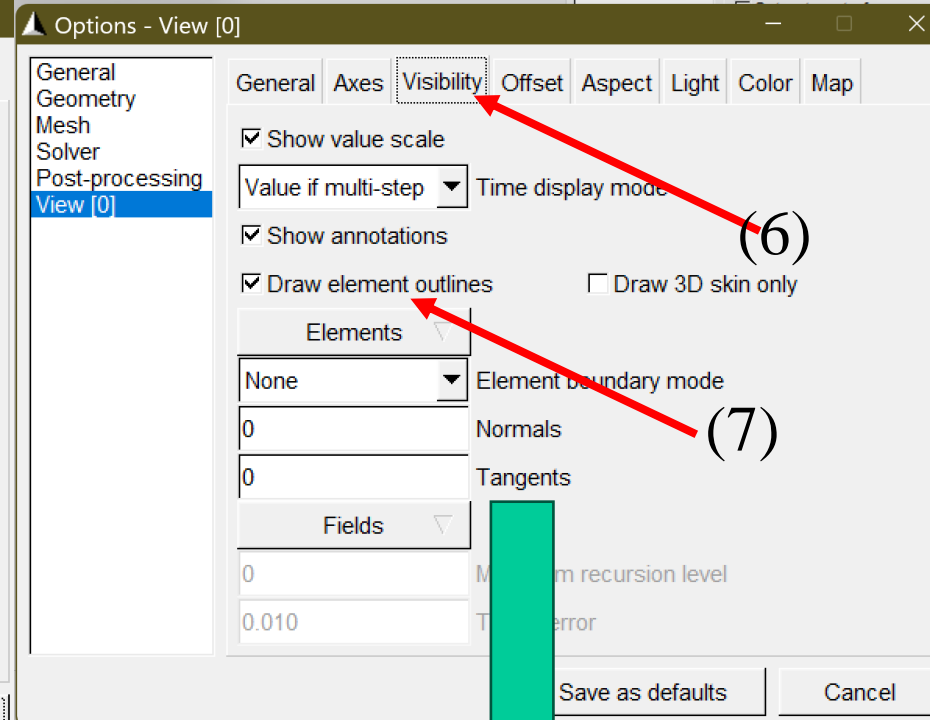 Options - View [0]
General
Geometry
Mesh
Solver
Post-processing
View [0]
General Axes Visibility Offset Aspect Light Color Map
Show value scale
Value if multi-step Time display mode
(6)
Show annotations
Draw element outlines Draw 3D skin only
Elements
None Element boundary mode
(7)
0 Normals
0 Tangents
Fields
0 recursion level
0.010 error
Save as defaults Cancel